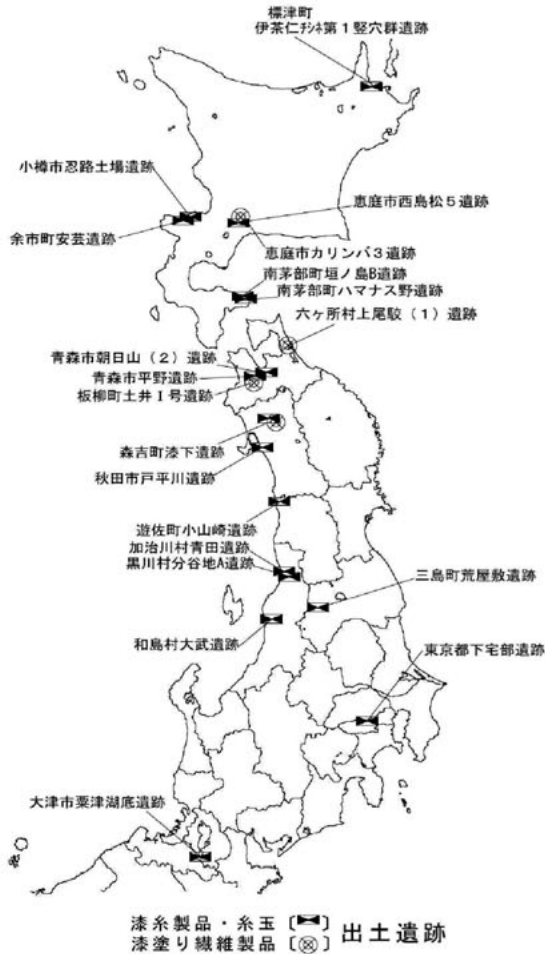 標津町
伊茶仁ﾁｼﾈ第1竪穴群遺跡
小樽市忍路土場遺跡
恵庭市西島松5遺跡
余市町安芸遺跡
恵庭市カリンバ3遺跡
南茅部町垣ノ島B遺跡
南茅部町ハマナス野遺跡
六ヶ所村上尾駮(1)遺跡
青森市朝日山(2)遺跡
青森市平野遺跡
板柳町土井Ⅰ号遺跡
森吉町漆下遺跡
秋田市戸平川遺跡
遊佐町小山崎遺跡
加治川村青田遺跡
黒川村分谷地A遺跡
三島町荒屋敷遺跡
和島村大武遺跡
東京都下宅部遺跡
大津市粟津湖底遺跡
漆糸製品・糸玉〔〕出土遺跡
漆塗り繊維製品〔〕